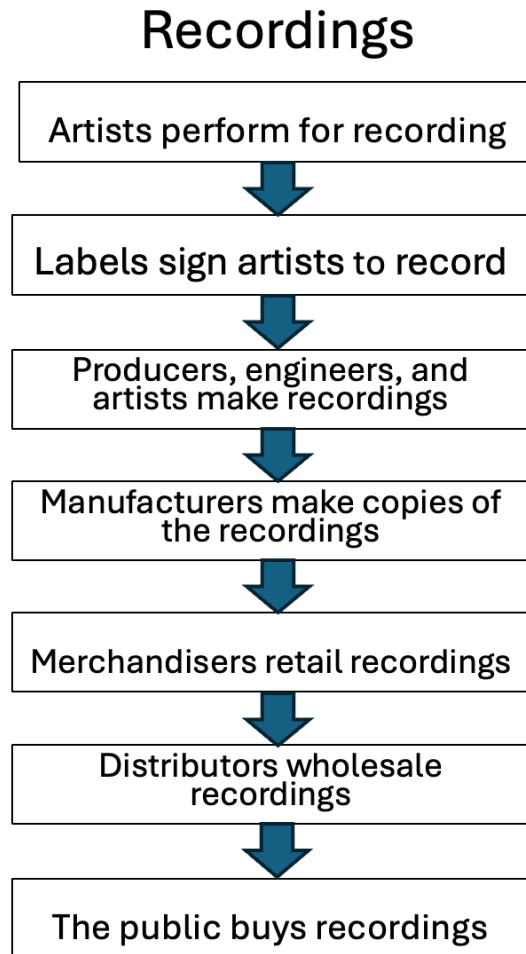 Recordings
Artists perform for recording
Labels sign artists to record
Producers, engineers, and
artists make recordings
Manufacturers make copies of
the recordings
Merchandisers retail recordings
Distributors wholesale
recordings
The public buys recordings